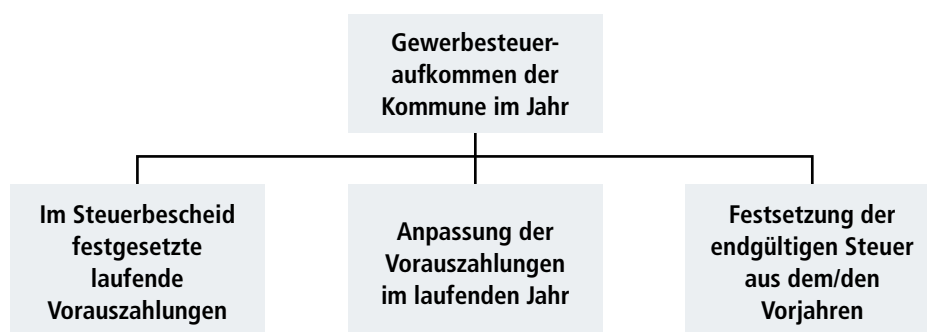 Gewerbesteuer-
aufkommen der
Kommune im Jahr
Im Steuerbescheid
festgesetzte
laufende
Vorauszahlungen
Anpassung der
Vorauszahlungen
im laufenden Jahr
Festsetzung der
endgültigen Steuer
aus dem/den
Vorjahren